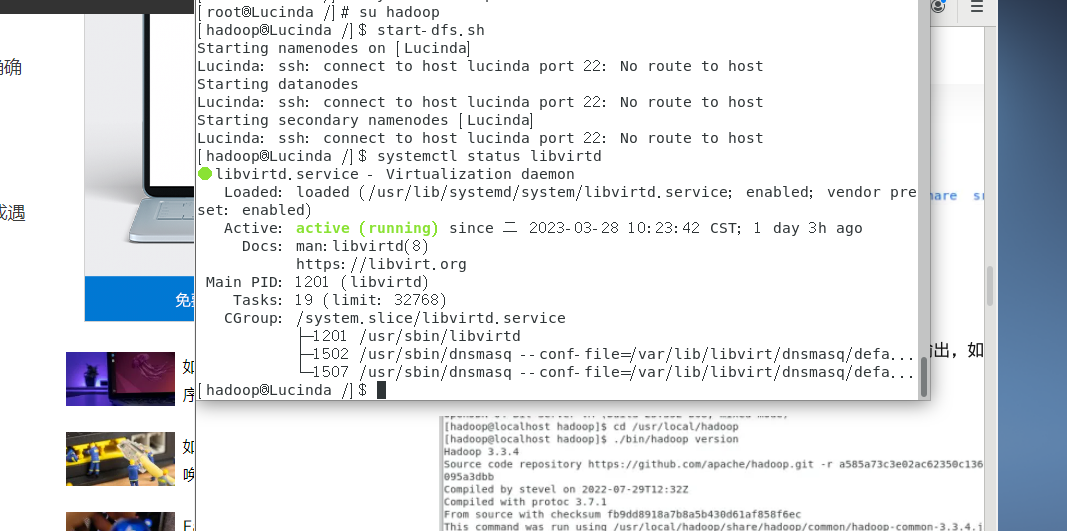 [root@Lucinda /]# su hadoop
[hadoop@Lucinda /]$ start-dfs.sh
Starting namenodes on [Lucinda]
Lucinda: ssh: connect to host lucinda port 22: No route to host
Starting datanodes
Lucinda: ssh: connect to host lucinda port 22: No route to host
Starting secondary namenodes [Lucinda]
Lucinda: ssh: connect to host lucinda port 22: No route to host
[hadoop@Lucinda /]$ systemctl status libvirtd
libvirtd.service - Virtualization daemon
Loaded: loaded (/usr/lib/systemd/system/libvirtd.service; enabled; vendor pre
set: enabled)
Active: active (running) since 二 2023-03-28 10:23:42 CST; 1 day 3h ago
Docs: man:libvirtd(8)
https://libvirt.org
Main PID: 1201 (libvirtd)
Tasks: 19 (limit: 32768)
CGroup: /system.slice/libvirtd.service
├─1201 /usr/sbin/libvirtd
├─1502 /usr/sbin/dnsmasq --conf-file=/var/lib/libvirt/dnsmasq/defa...
└─1507 /usr/sbin/dnsmasq --conf-file=/var/lib/libvirt/dnsmasq/defa...
[hadoop@Lucinda /]$
确
遇
免
如
序
如
唤
出，如
[hadoop@localhost hadoop]$ cd /usr/local/hadoop
[hadoop@localhost hadoop]$ ./bin/hadoop version
Hadoop 3.3.4
Source code repository https://github.com/apache/hadoop.git -r a585a73c3e02ac62350c136
095a3dbb
Compiled by stevel on 2022-07-29T12:32Z
Compiled with protoc 3.7.1
From source with checksum fb9dd8918a7b8a5b430d61af858f6ec
This command was run using /usr/local/hadoop/share/hadoop/common/hadoop-common-3.3.4.j